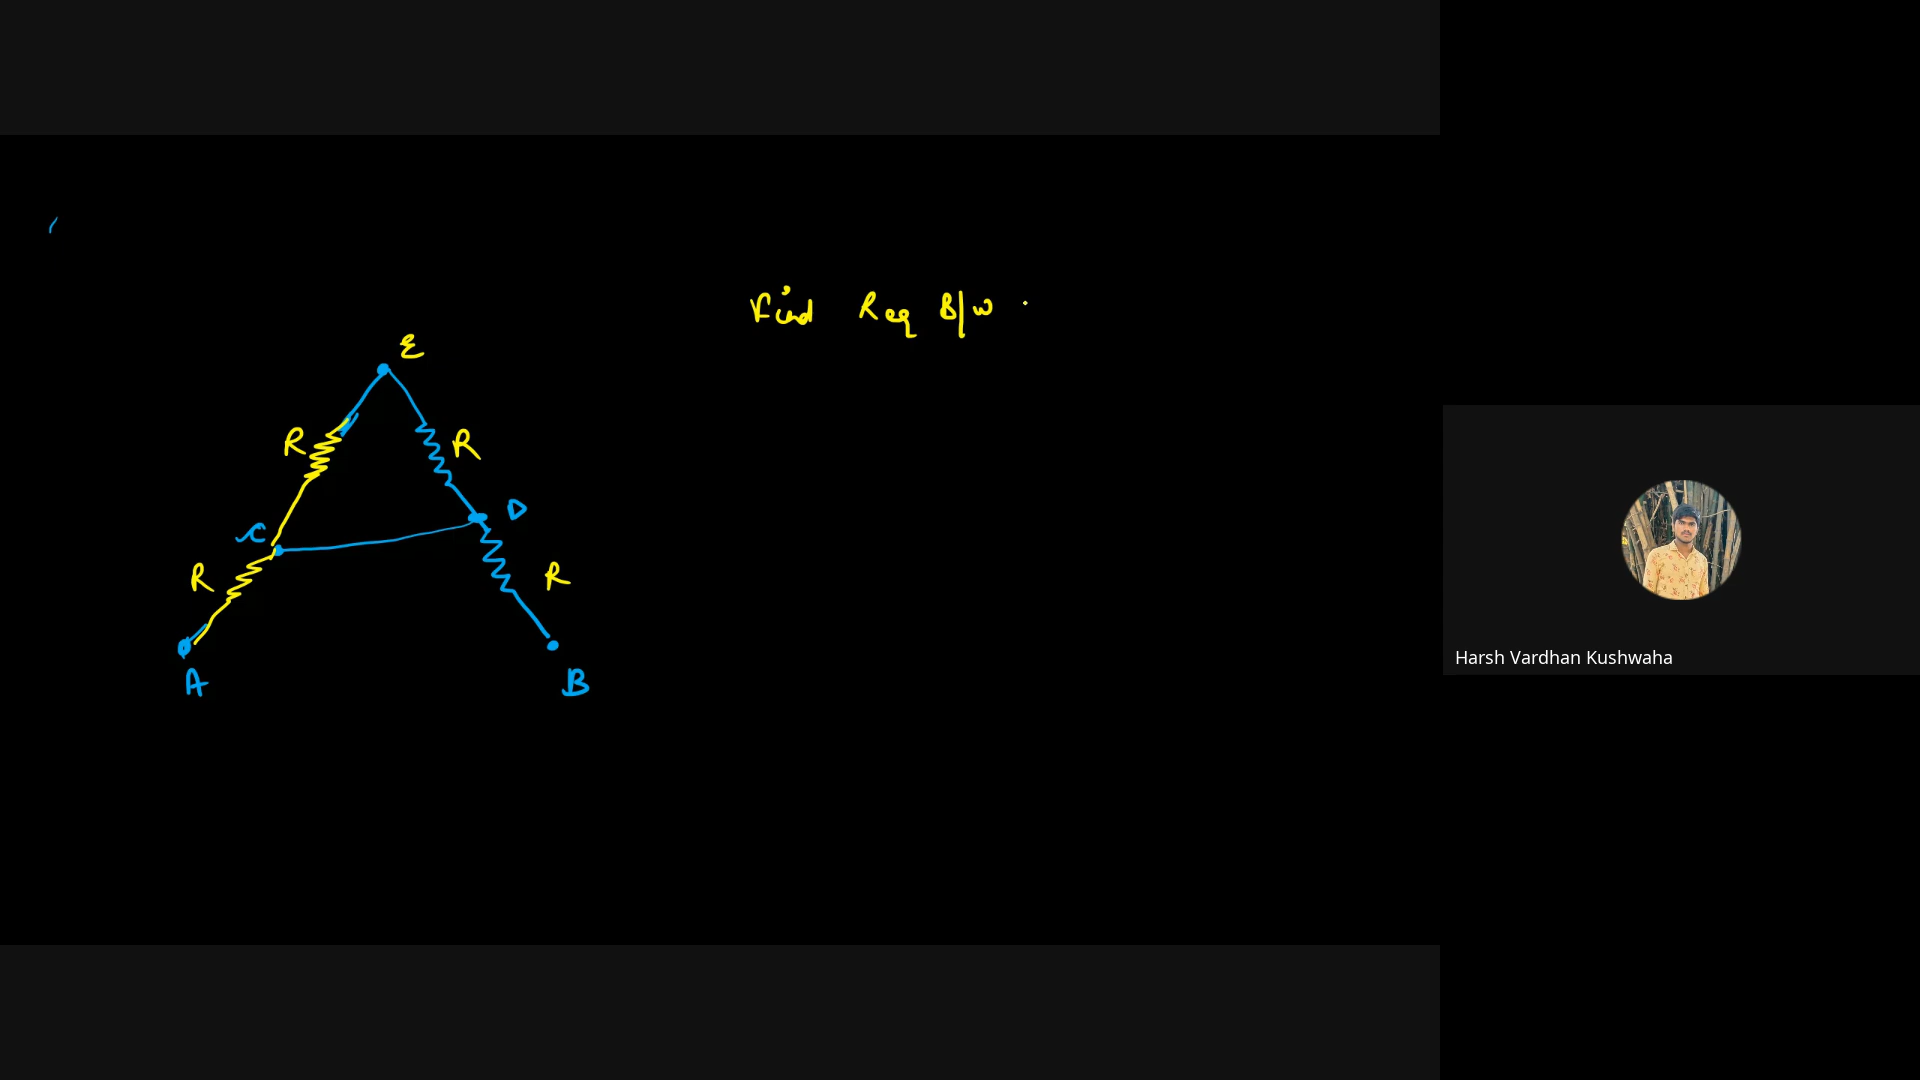 Find Req B/w
E
R R
C D
R R
A B
Harsh Vardhan Kushwaha